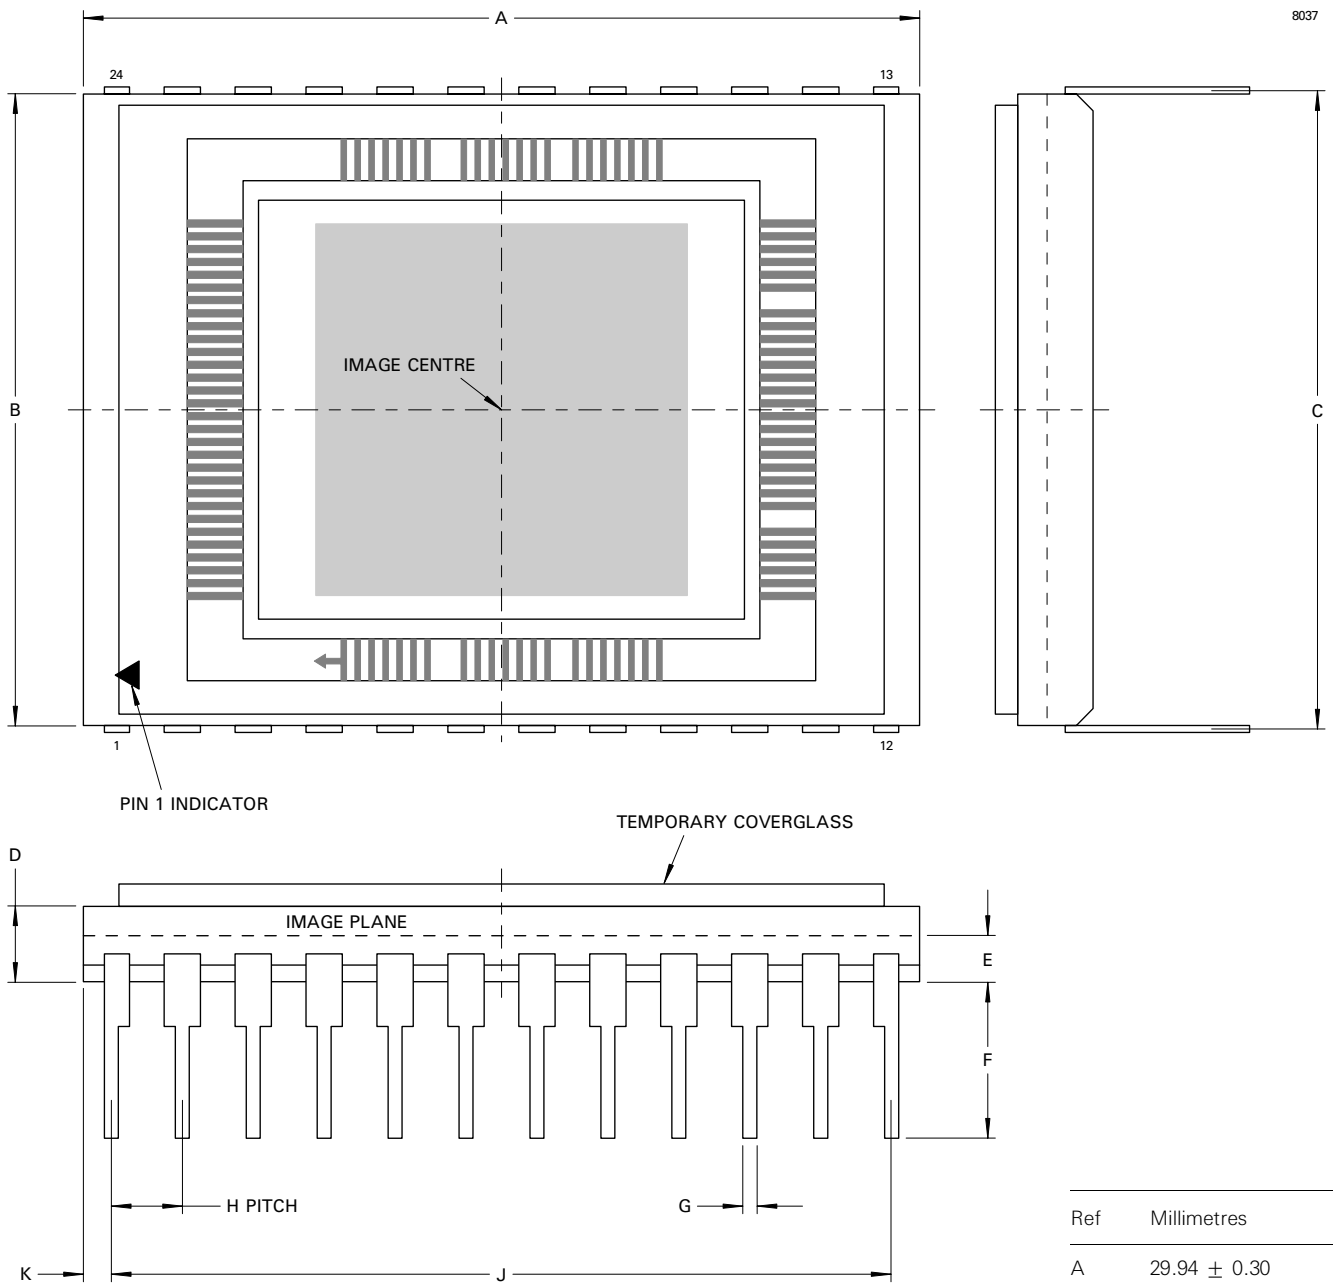 A
8037
24
13
IMAGE CENTRE
B
C
1
12
PIN 1 INDICATOR
TEMPORARY COVERGLASS
D
IMAGE PLANE
E
F
H PITCH
G
K
J
Ref Millimetres
A 29.94 ± 0.30